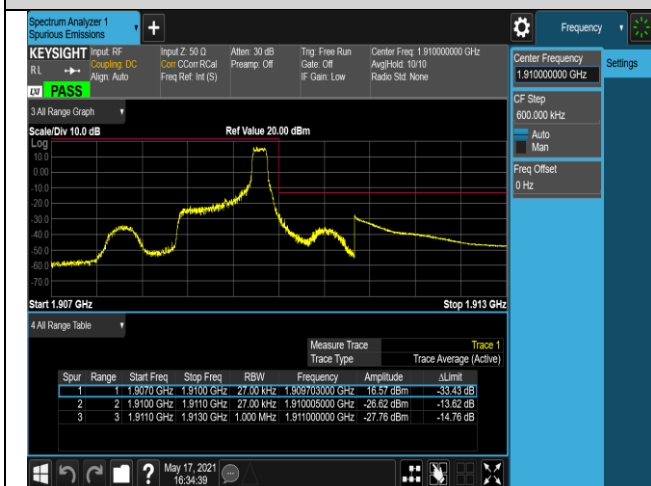 Spectrum Analyzer 1
Spurious Emissions
Frequency
KEYSIGHT Input: RF Input Z: 50 Ω Atten: 30 dB Trig: Free Run Center Freq: 1.910000000 GHz
RL Coupling: DC Corr CCorr RCal Preamp: Off Gate: Off Avg|Hold: 10/10
Align: Auto Freq Ref: Int (S) IF Gain: Low Radio Std: None
LXI PASS
Center Frequency
1.910000000 GHz
Settings
CF Step
600.000 kHz
Auto
Man
Freq Offset
0 Hz
3 All Range Graph
Scale/Div 10.0 dB Ref Value 20.00 dBm
Log
10.0
0.00
-10.0
-20.0
-30.0
-40.0
-50.0
-60.0
-70.0
Start 1.907 GHz Stop 1.913 GHz
4 All Range Table
Measure Trace Trace 1
Trace Type Trace Average (Active)
Spur Range Start Freq Stop Freq RBW Frequency Amplitude ΔLimit
1 1 1.9070 GHz 1.9100 GHz 27.00 kHz 1.909703000 GHz 16.57 dBm -33.43 dB
2 2 1.9100 GHz 1.9110 GHz 27.00 kHz 1.910005000 GHz -26.62 dBm -13.62 dB
3 3 1.9110 GHz 1.9130 GHz 1.000 MHz 1.911000000 GHz -27.76 dBm -14.76 dB
May 17, 2021
16:34:39